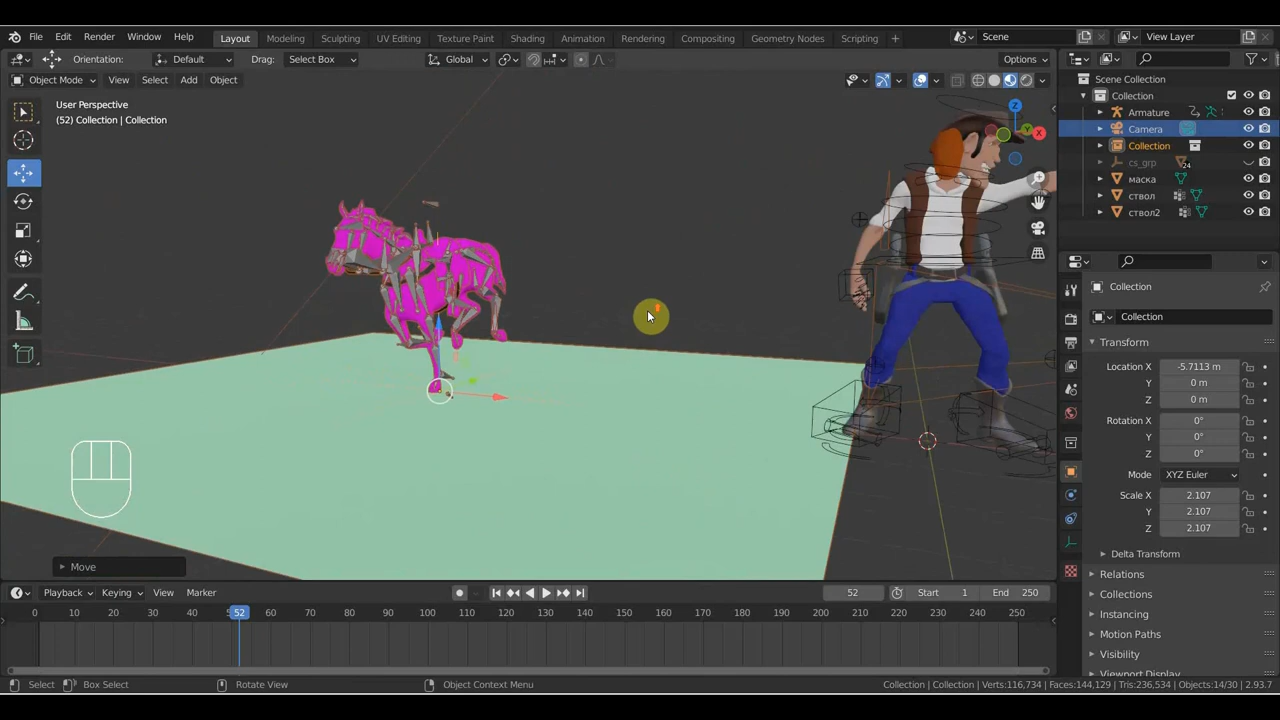 File Edit Render Window Help Layout Modeling Sculpting UV Editing Texture Paint Shading Animation Rendering Compositing Geometry Nodes Scripting + Scene View Layer
Orientation: Default Drag: Select Box Global Options
Object Mode View Select Add Object
User Perspective
(52) Collection | Collection
Scene Collection
Collection
Armature
Camera
Collection
cs_grp 24
маска
ствол
ствол2
Z
Y
X
Collection
Collection
Transform
Location X -5.7113 m
Y 0 m
Z 0 m
Rotation X 0°
Y 0°
Z 0°
Mode XYZ Euler
Scale X 2.107
Y 2.107
Z 2.107
Delta Transform
Relations
Collections
Instancing
Motion Paths
Visibility
Viewport Display
Move
Playback Keying View Marker 52 Start 1 End 250
0 10 20 30 40 52 60 70 80 90 100 110 120 130 140 150 160 170 180 190 200 210 220 230 240 250
Select Box Select Rotate View Object Context Menu Collection | Collection | Verts:116,734 | Faces:144,129 | Tris:236,534 | Objects:14/30 | 2.93.7